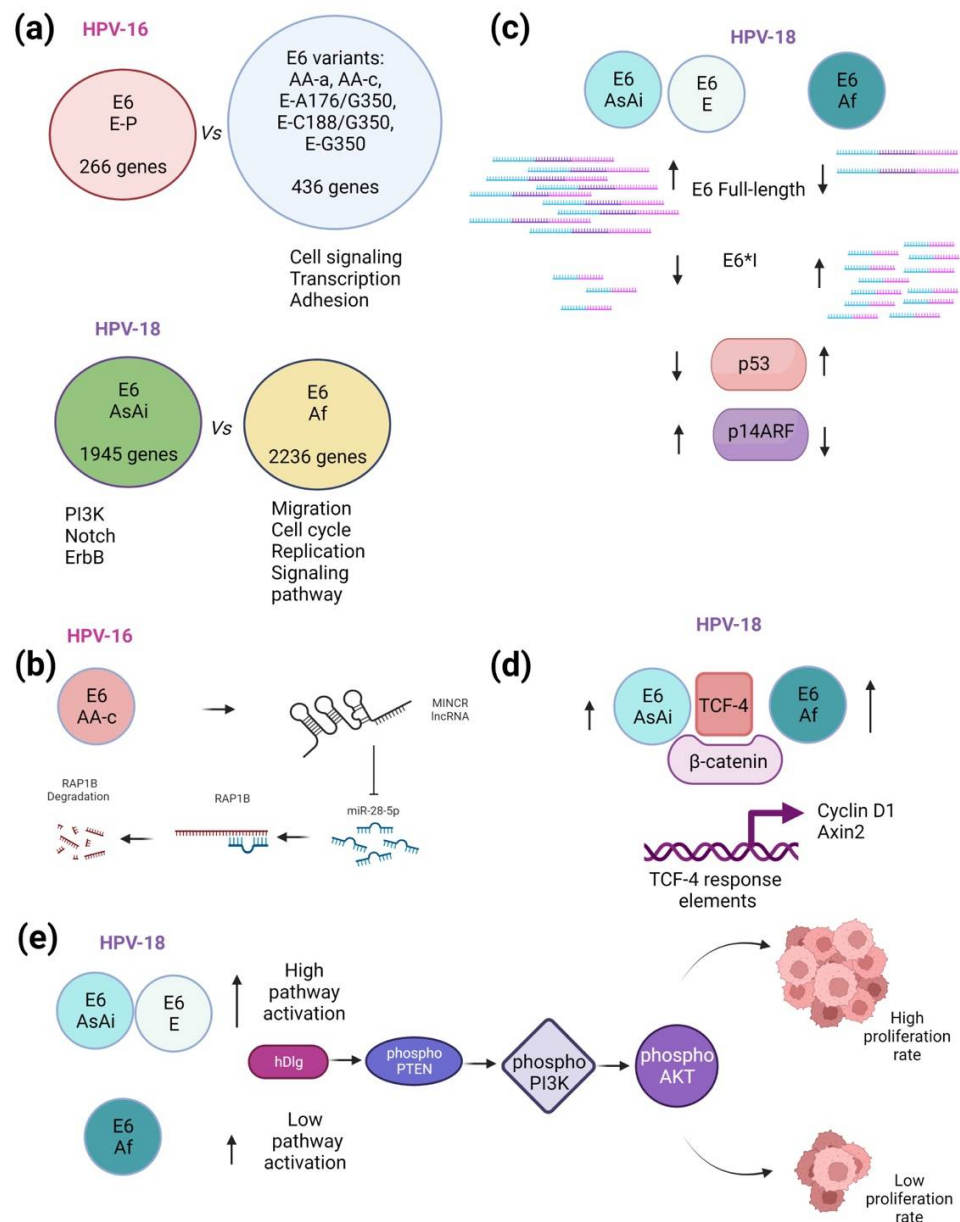 (a)
HPV-16
E6
E-P
266 genes
Vs
E6 variants:
AA-a, AA-c,
E-A176/G350,
E-C188/G350,
E-G350
436 genes
Cell signaling
Transcription
Adhesion
HPV-18
E6
AsAi
1945 genes
Vs
E6
Af
2236 genes
PI3K
Notch
ErbB
Migration
Cell cycle
Replication
Signaling
pathway
HPV-16
(b)
E6
AA-c
MINCR
lncRNA
miR-28-5p
RAP1B
RAP1B
Degradation
(c)
HPV-18
E6
AsAi
E6
E
E6
Af
E6 Full-length
E6*I
p53
p14ARF
HPV-18
(d)
E6
AsAi
TCF-4
E6
Af
β-catenin
Cyclin D1
Axin2
TCF-4 response
elements
(e)
HPV-18
E6
AsAi
E6
E
High
pathway
activation
hDlg
phospho
PTEN
phospho
PI3K
phospho
AKT
E6
Af
Low
pathway
activation
High
proliferation
rate
Low
proliferation
rate